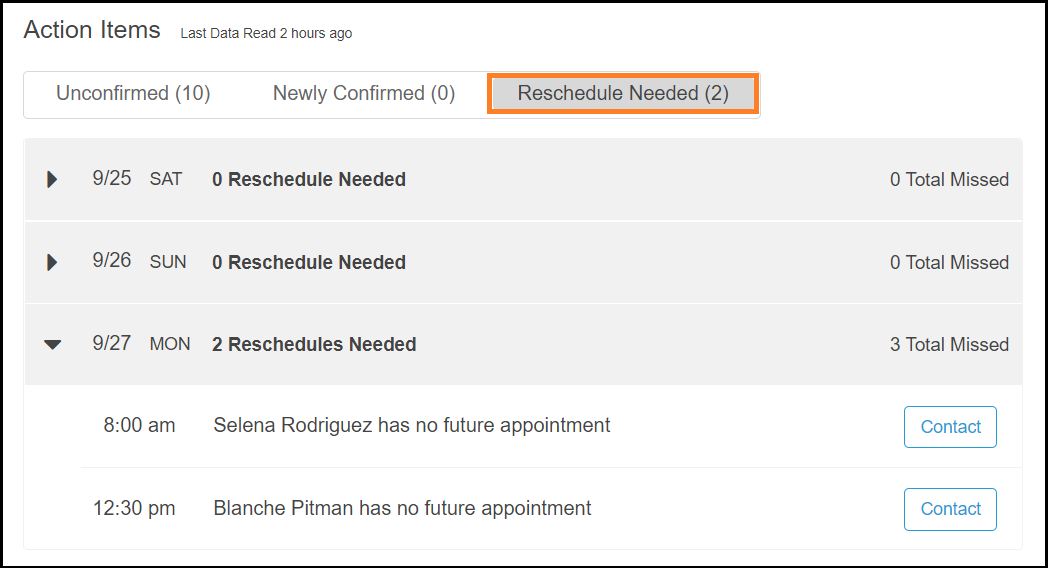 Action Items Last Data Read 2 hours ago
Unconfirmed (10) Newly Confirmed (0) Reschedule Needed (2)
9/25 SAT 0 Reschedule Needed 0 Total Missed
9/26 SUN 0 Reschedule Needed 0 Total Missed
9/27 MON 2 Reschedules Needed 3 Total Missed
8:00 am Selena Rodriguez has no future appointment Contact
12:30 pm Blanche Pitman has no future appointment Contact